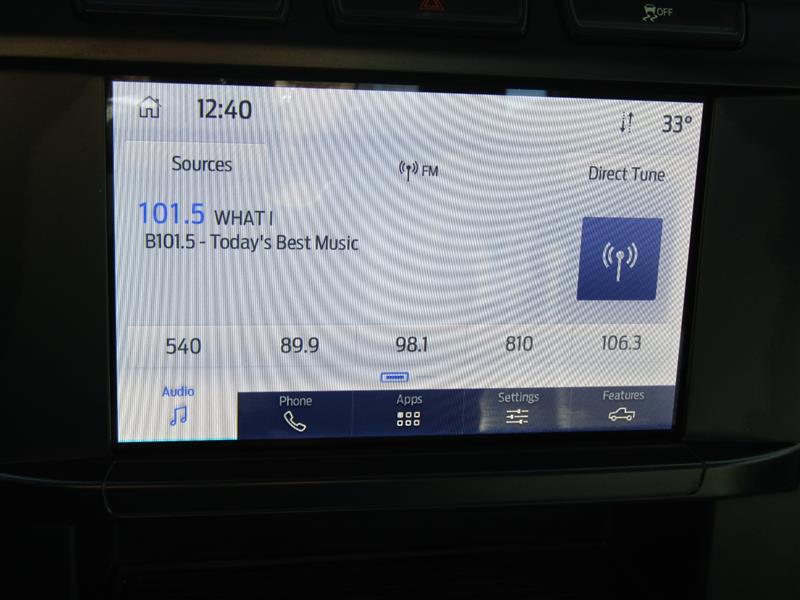 OFF
12:40
33°
Sources
FM
Direct Tune
101.5 WHAT I
B101.5 - Today's Best Music
540 89.9 98.1 810 106.3
Audio Phone Apps Settings Features